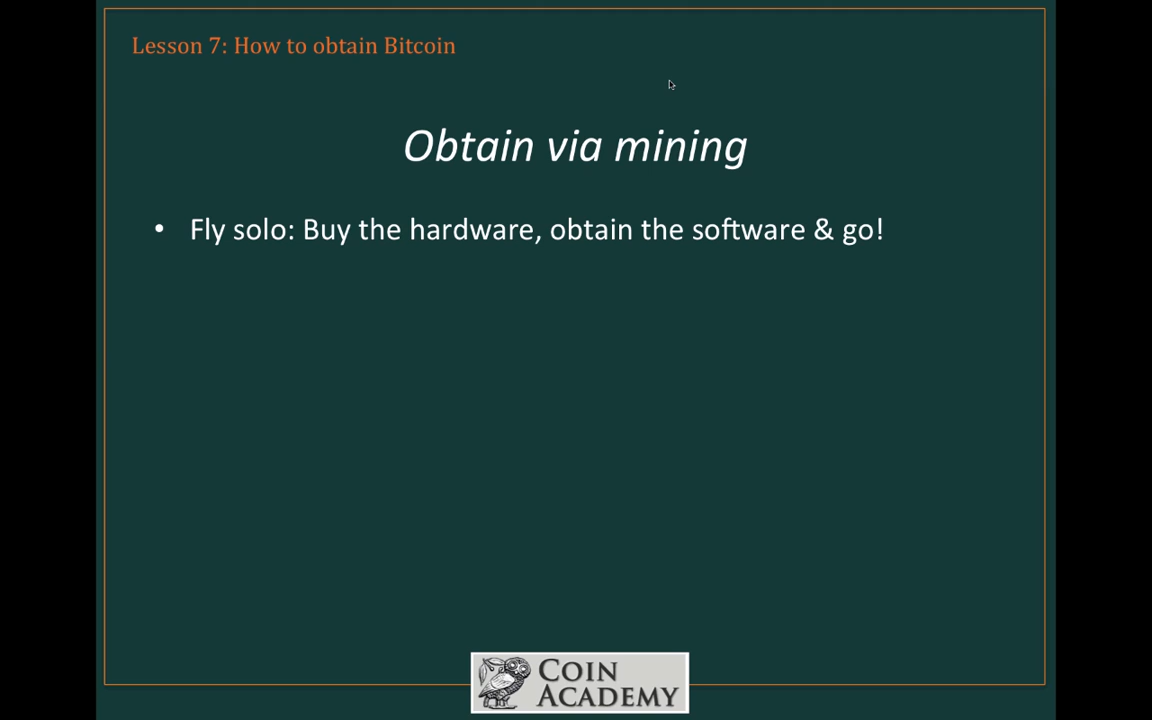 Lesson 7: How to obtain Bitcoin
Obtain via mining
• Fly solo: Buy the hardware, obtain the software & go!
COIN
ACADEMY